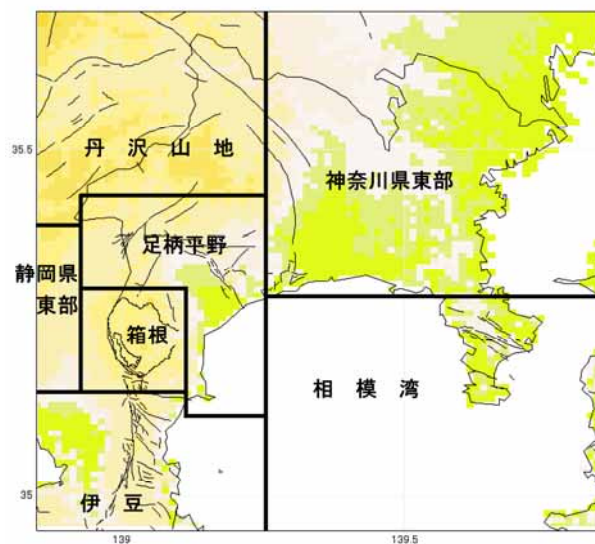 35.5
丹沢山地
神奈川県東部
足柄平野
静岡県
東部
箱根
相模湾
35
伊豆
139
139.5